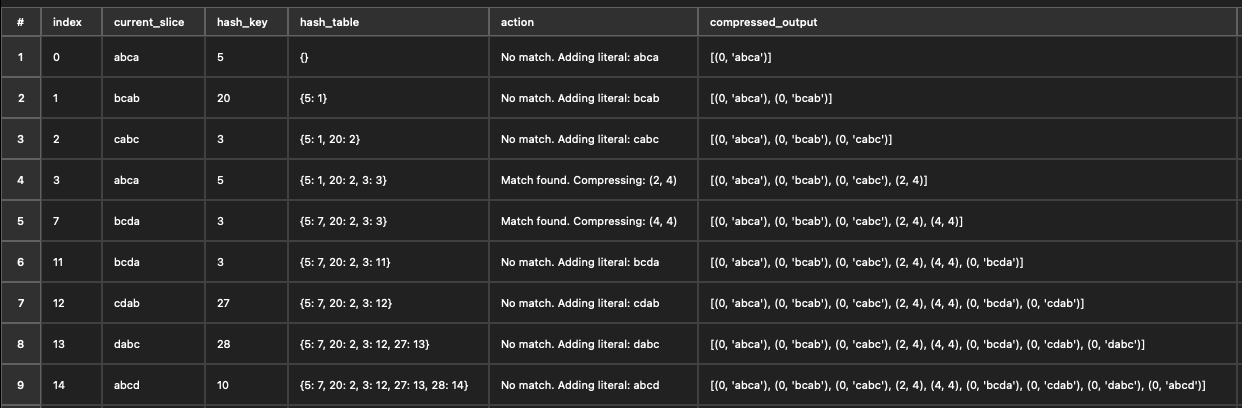 # index current_slice hash_key hash_table action compressed_output
1 0 abca 5 {} No match. Adding literal: abca [(0, 'abca')]
2 1 bcab 20 {5: 1} No match. Adding literal: bcab [(0, 'abca'), (0, 'bcab')]
3 2 cabc 3 {5: 1, 20: 2} No match. Adding literal: cabc [(0, 'abca'), (0, 'bcab'), (0, 'cabc')]
4 3 abca 5 {5: 1, 20: 2, 3: 3} Match found. Compressing: (2, 4) [(0, 'abca'), (0, 'bcab'), (0, 'cabc'), (2, 4)]
5 7 bcda 3 {5: 7, 20: 2, 3: 3} Match found. Compressing: (4, 4) [(0, 'abca'), (0, 'bcab'), (0, 'cabc'), (2, 4), (4, 4)]
6 11 bcda 3 {5: 7, 20: 2, 3: 11} No match. Adding literal: bcda [(0, 'abca'), (0, 'bcab'), (0, 'cabc'), (2, 4), (4, 4), (0, 'bcda')]
7 12 cdab 27 {5: 7, 20: 2, 3: 12} No match. Adding literal: cdab [(0, 'abca'), (0, 'bcab'), (0, 'cabc'), (2, 4), (4, 4), (0, 'bcda'), (0, 'cdab')]
8 13 dabc 28 {5: 7, 20: 2, 3: 12, 27: 13} No match. Adding literal: dabc [(0, 'abca'), (0, 'bcab'), (0, 'cabc'), (2, 4), (4, 4), (0, 'bcda'), (0, 'cdab'), (0, 'dabc')]
9 14 abcd 10 {5: 7, 20: 2, 3: 12, 27: 13, 28: 14} No match. Adding literal: abcd [(0, 'abca'), (0, 'bcab'), (0, 'cabc'), (2, 4), (4, 4), (0, 'bcda'), (0, 'cdab'), (0, 'dabc'), (0, 'abcd')]